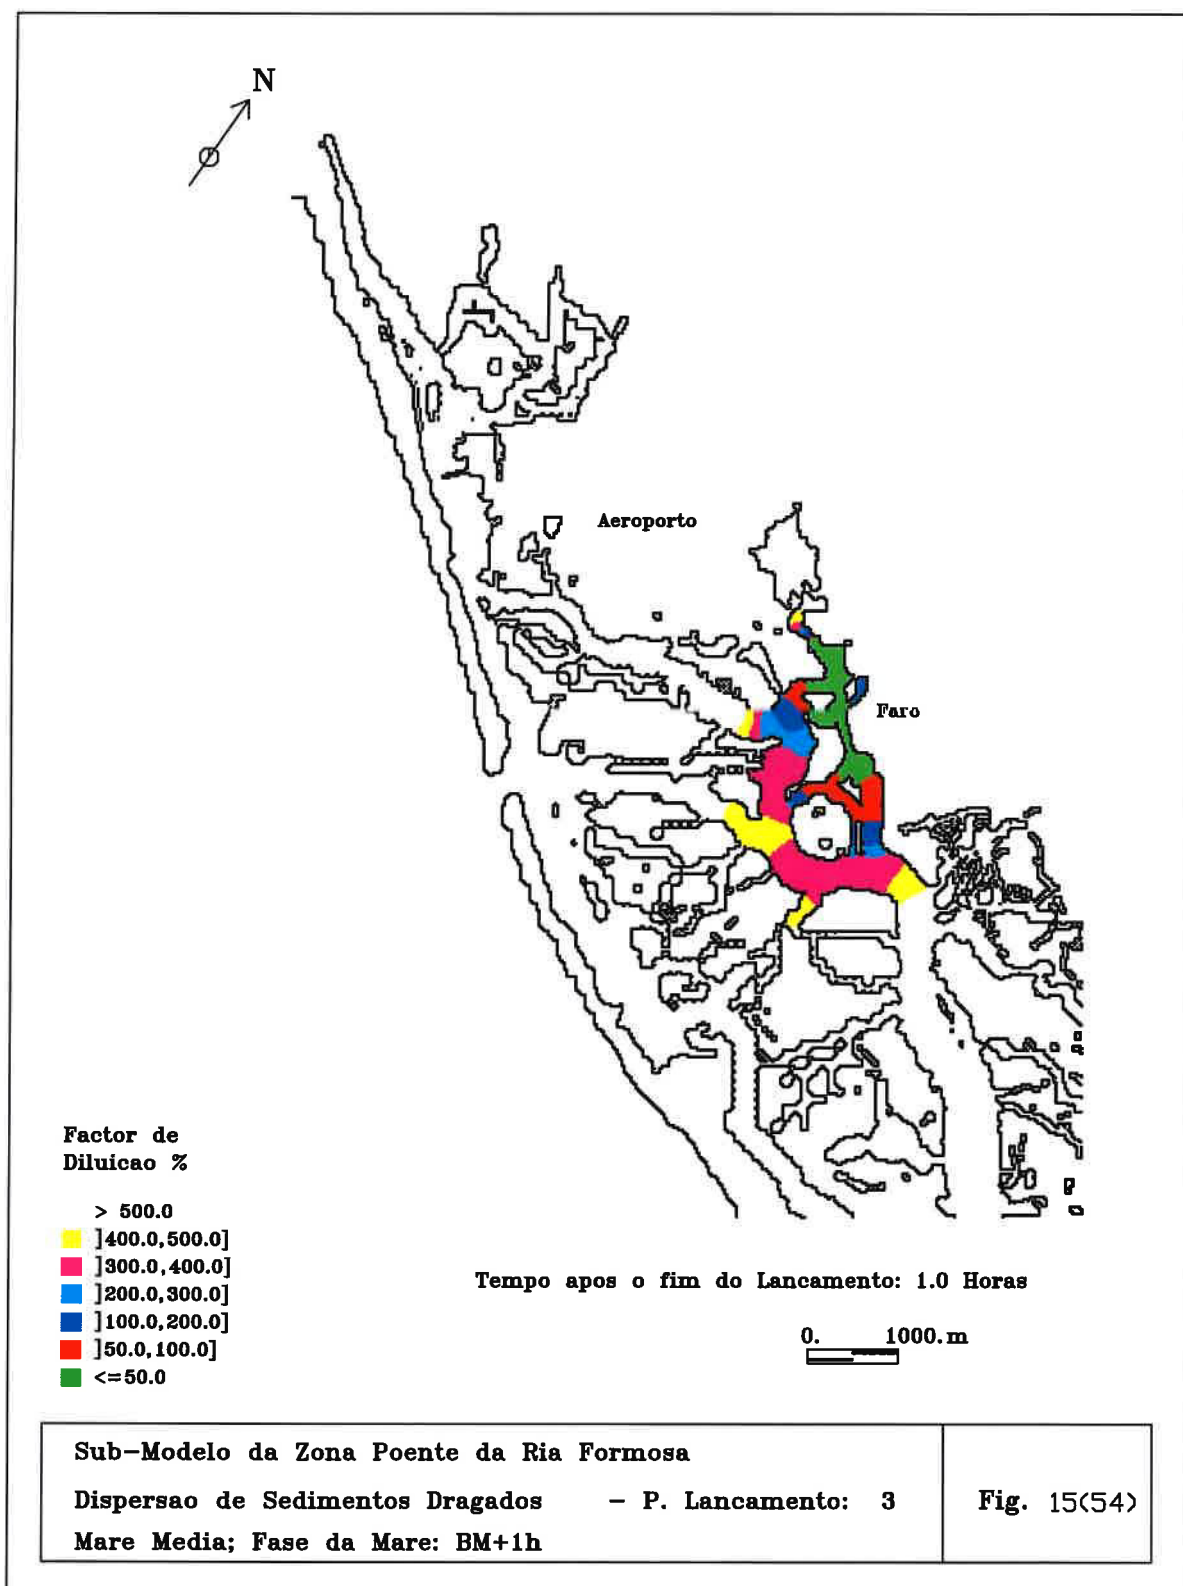 N
Aeroporto
Faro
Factor de
Diluicao %
> 500.0
]400.0,500.0]
]300.0,400.0]
]200.0,300.0]
]100.0,200.0]
]50.0,100.0]
<=50.0
Tempo apos o fim do Lancamento: 1.0 Horas
0. 1000.m
Sub-Modelo da Zona Poente da Ria Formosa
Dispersao de Sedimentos Dragados - P. Lancamento: 3
Mare Media; Fase da Mare: BM+1h
Fig. 15(54)